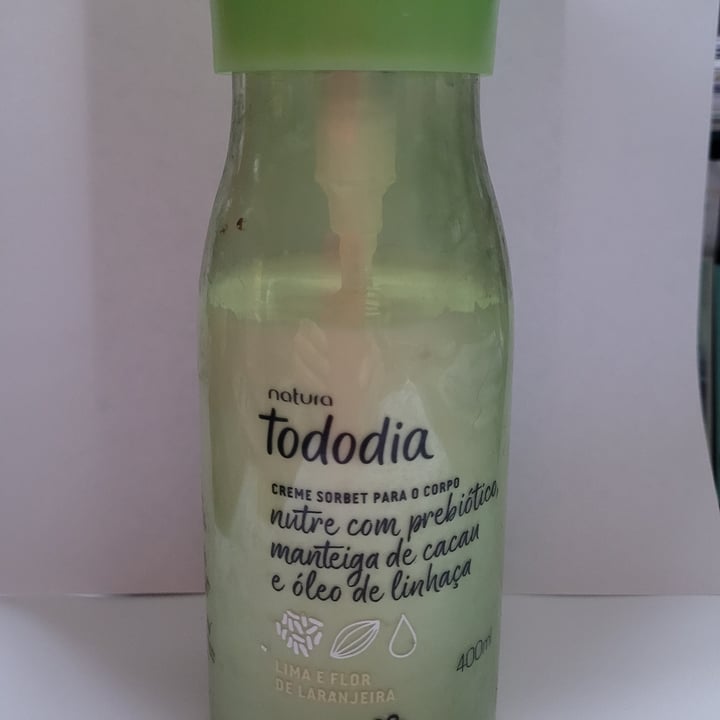 natura
tododia
CREME SORBET PARA O CORPO
nutre com prebiótico,
manteiga de cacau
e óleo de linhaça
LIMA E FLOR
DE LARANJEIRA
400ml